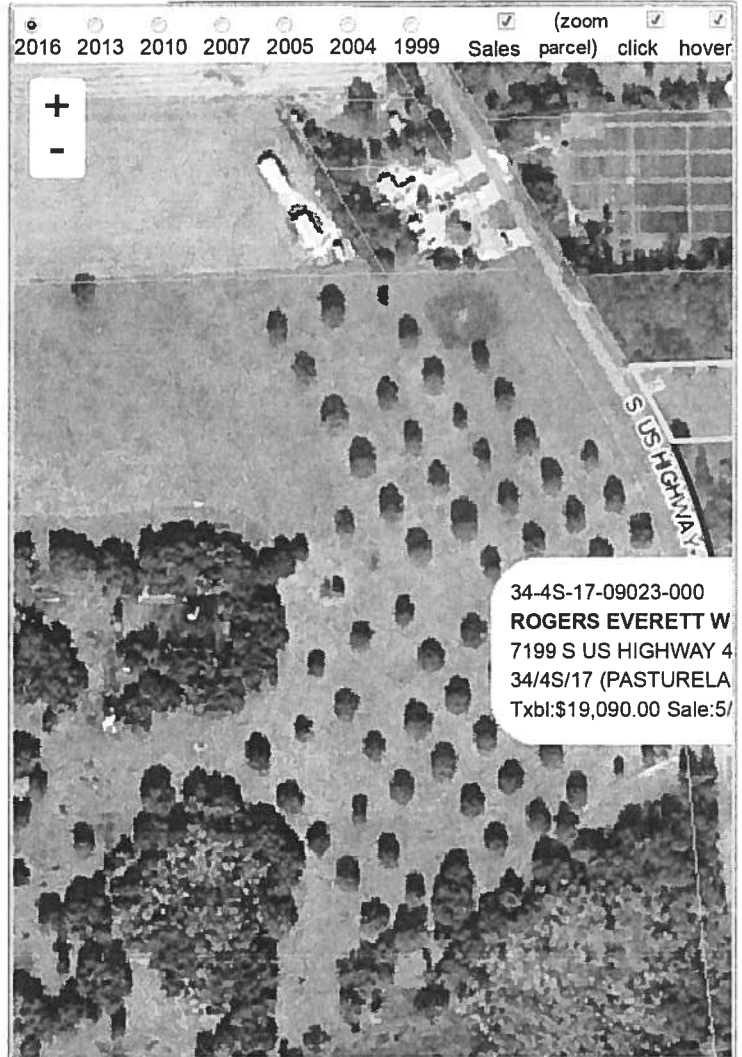 2016 2013 2010 2007 2005 2004 1999 Sales (zoom parcel) click hover
+
-
S US HIGHWAY
34-4S-17-09023-000
ROGERS EVERETT W
7199 S US HIGHWAY 4
34/4S/17 (PASTURELA
Txbl:$19,090.00 Sale:5/